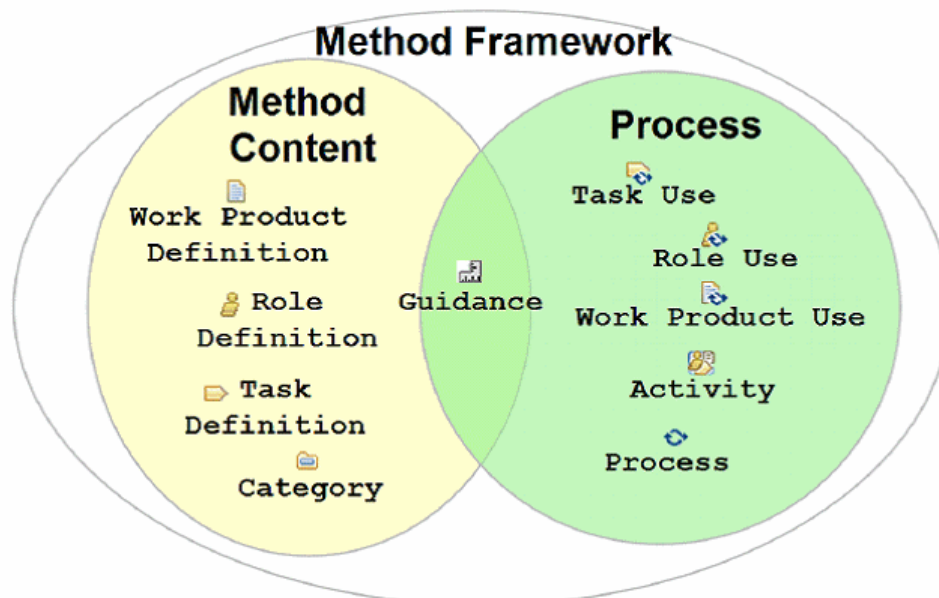 Method Framework
Method
Content
Work Product
Definition
Role
Definition
Task
Definition
Category
Guidance
Process
Task Use
Role Use
Work Product Use
Activity
Process